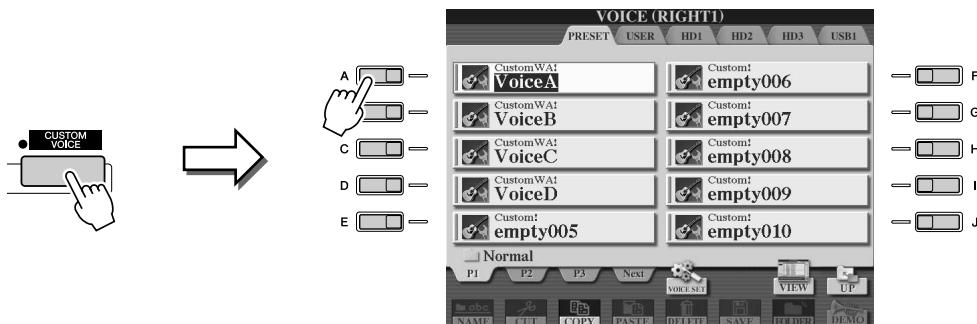 VOICE (RIGHT1)
PRESET USER HD1 HD2 HD3 USB1
A
CustomWA!
VoiceA
Custom!
empty006
F
CustomWA!
VoiceB
Custom!
empty007
G
CUSTOM
VOICE
C
CustomWA!
VoiceC
Custom!
empty008
H
D
CustomWA!
VoiceD
Custom!
empty009
I
E
Custom!
empty005
Custom!
empty010
J
Normal
P1 P2 P3 Next
VOICE SET
VIEW
UP
abc
NAME CUT COPY PASTE DELETE SAVE FOLDER DEMO